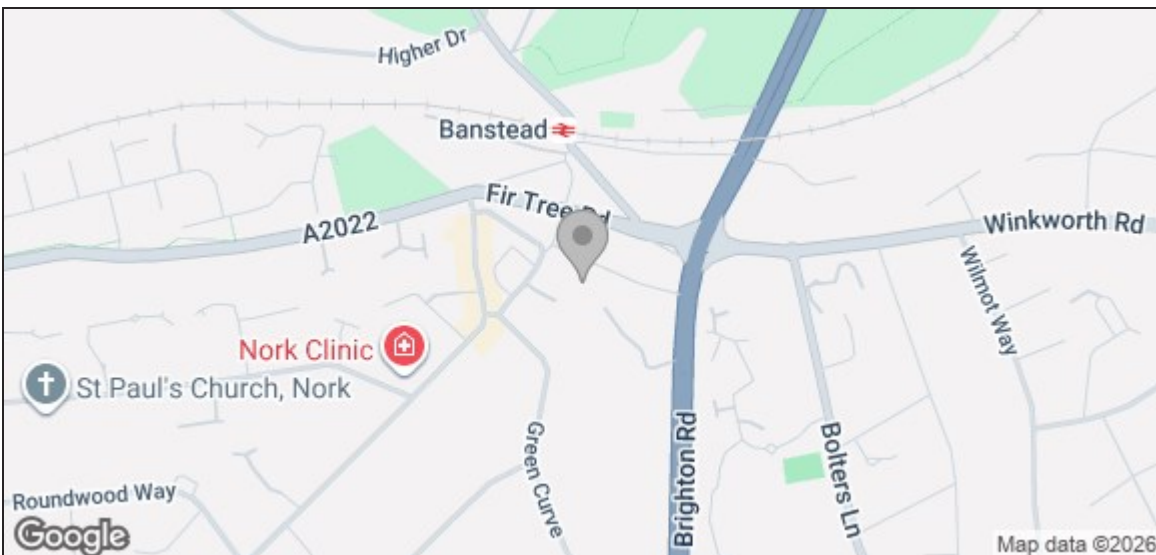 Higher Dr
Banstead
Fir Tree Rd
A2022
Winkworth Rd
Wilmot Way
Nork Clinic
St Paul's Church, Nork
Green Curve
Brighton Rd
Bolters Ln
Roundwood Way
Google
Map data ©2026